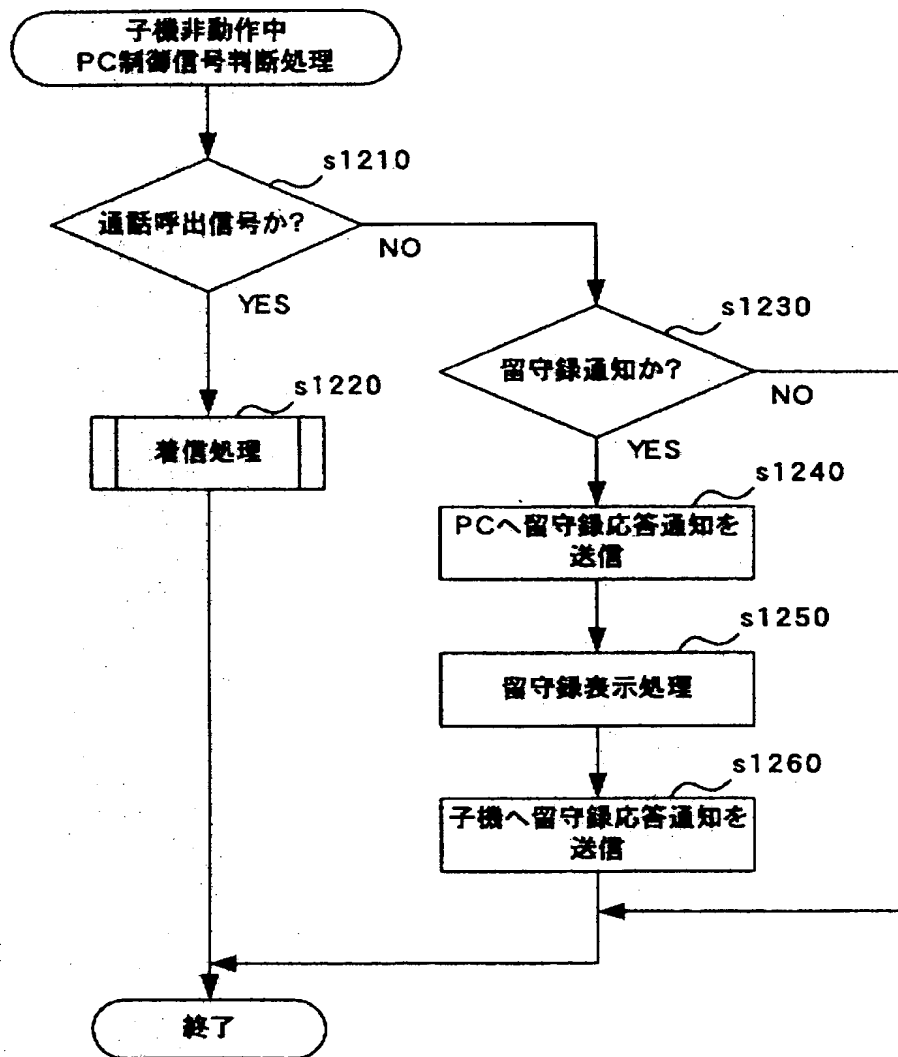 子機非動作中
PC制御信号判断処理
s1210
通話呼出信号か?
NO
YES
s1230
留守録通知か?
NO
YES
s1220
着信処理
s1240
PCへ留守録応答通知を
送信
s1250
留守録表示処理
s1260
子機へ留守録応答通知を
送信
終了